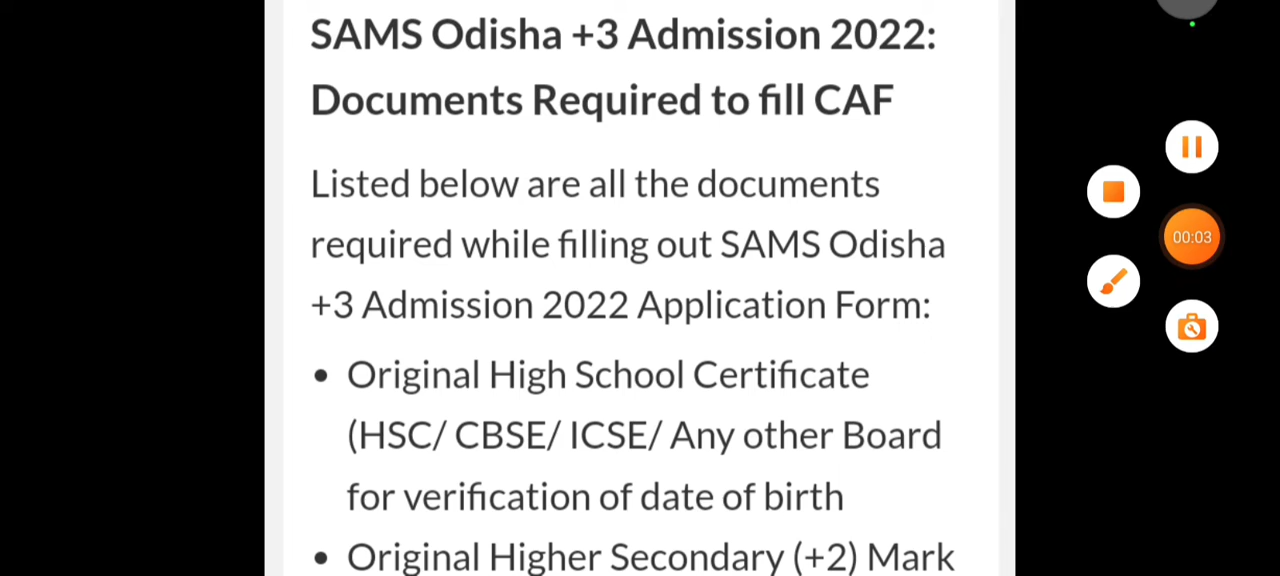 SAMS Odisha +3 Admission 2022:
Documents Required to fill CAF
Listed below are all the documents
required while filling out SAMS Odisha
+3 Admission 2022 Application Form:
• Original High School Certificate
(HSC/ CBSE/ ICSE/ Any other Board
for verification of date of birth
• Original Higher Secondary (+2) Mark
00:03